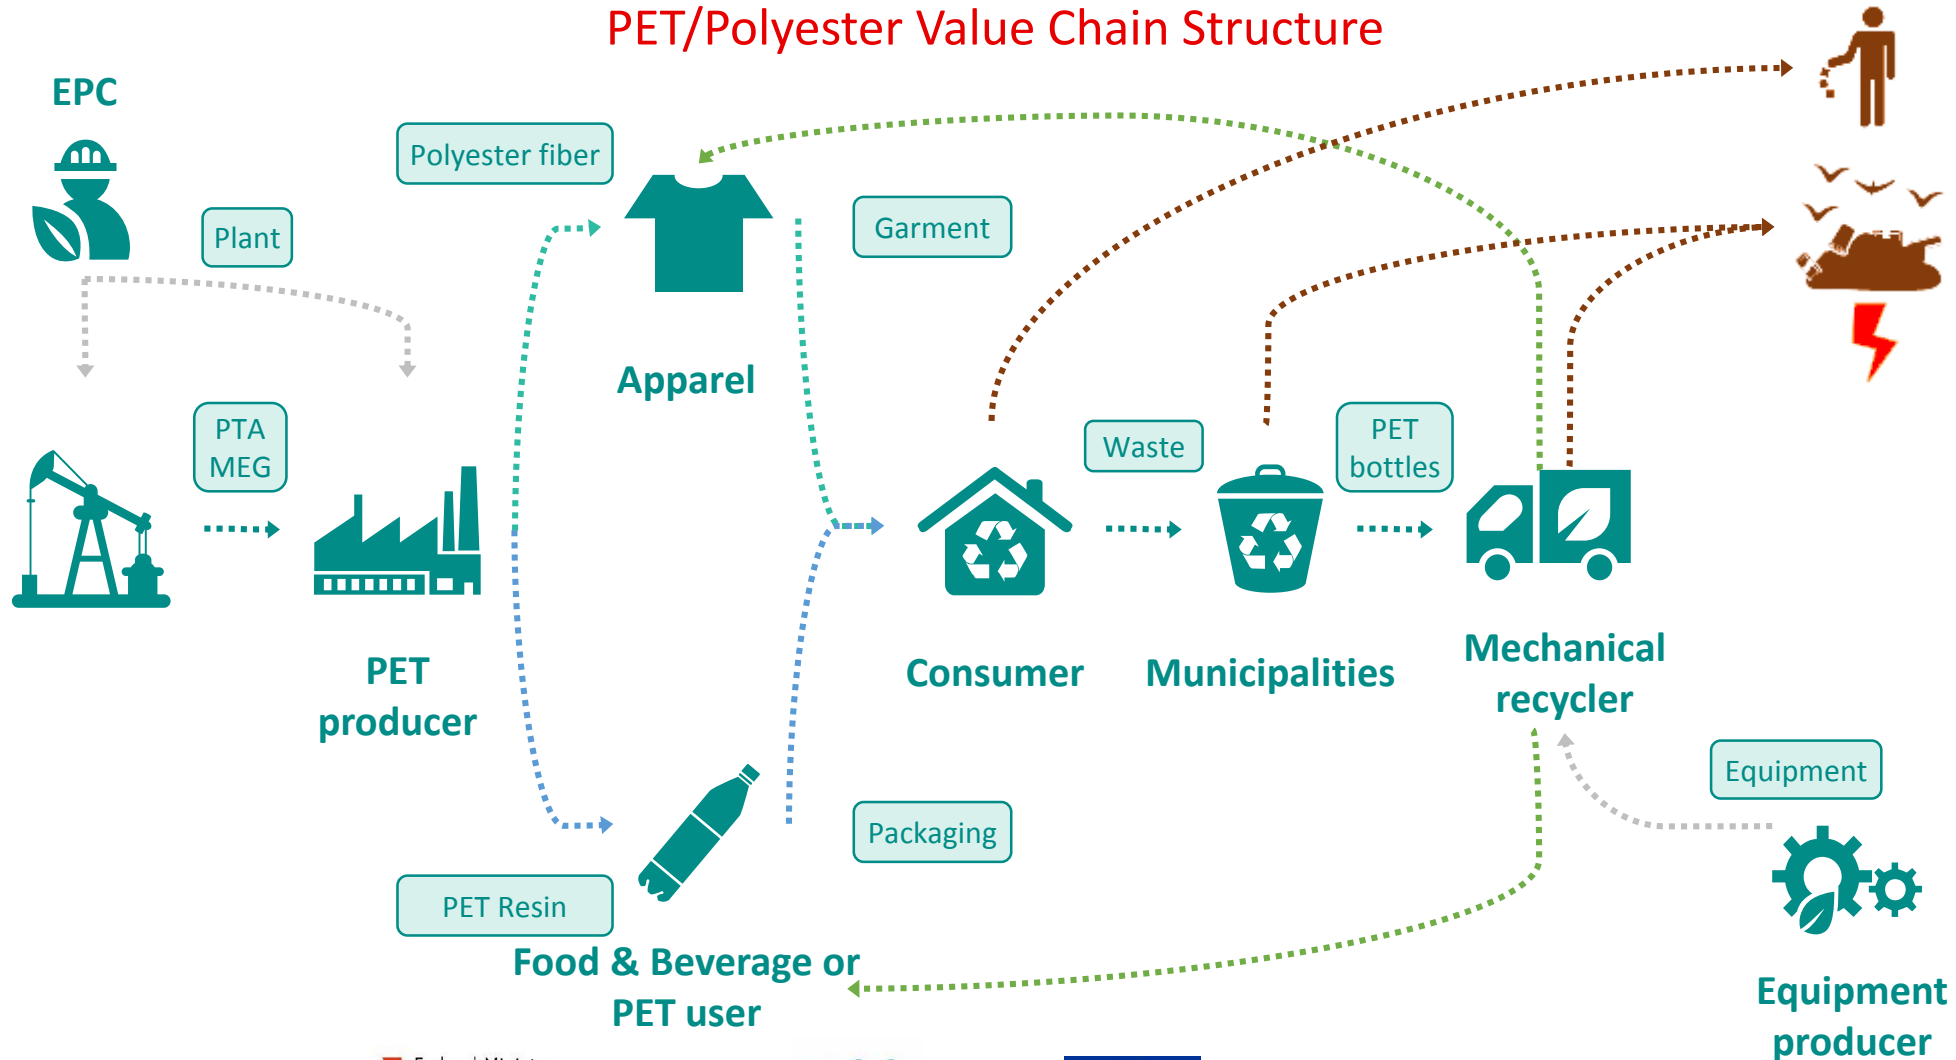 PET/Polyester Value Chain Structure
EPC
Polyester fiber
Plant
Garment
Apparel
PTA
MEG
Waste
PET
bottles
PET
producer
Consumer
Municipalities
Mechanical
recycler
Equipment
Packaging
PET Resin
Food & Beverage or
PET user
Equipment
producer